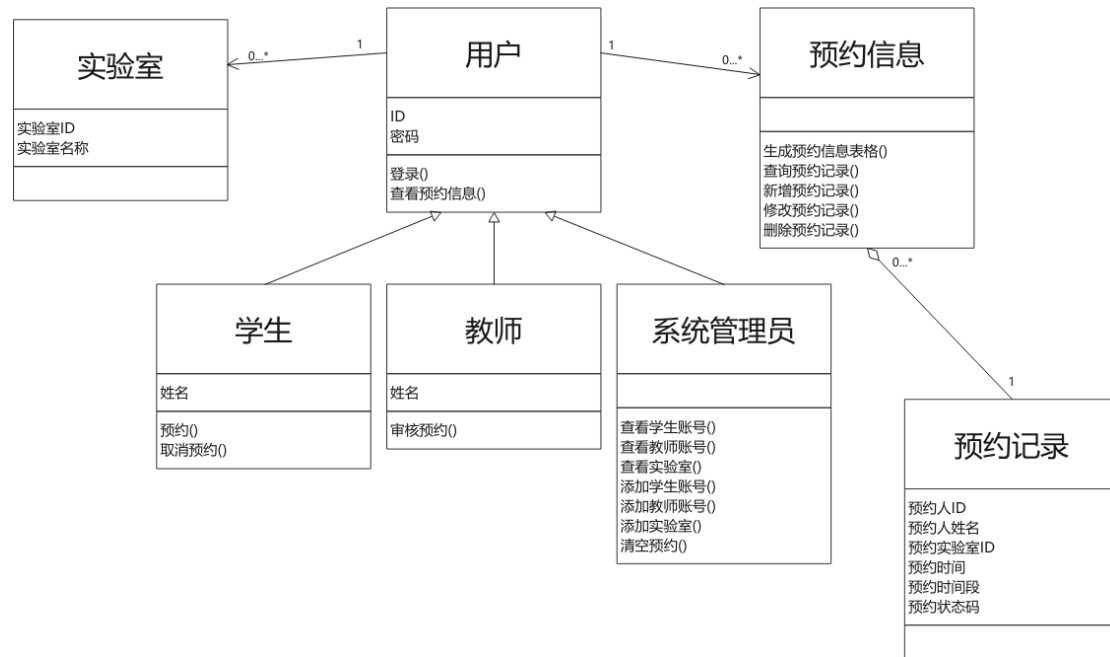 实验室
实验室ID
实验室名称
0...*
1
用户
ID
密码
登录()
查看预约信息()
1
0...*
预约信息
生成预约信息表格()
查询预约记录()
新增预约记录()
修改预约记录()
删除预约记录()
0...*
1
学生
姓名
预约()
取消预约()
教师
姓名
审核预约()
系统管理员
查看学生账号()
查看教师账号()
查看实验室()
添加学生账号()
添加教师账号()
添加实验室()
清空预约()
预约记录
预约人ID
预约人姓名
预约实验室ID
预约时间
预约时间段
预约状态码